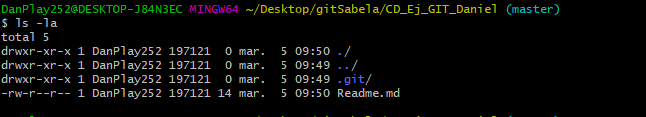 DanPlay252@DESKTOP-J84N3EC MINGW64 ~/Desktop/gitSabela/CD_Ej_GIT_Daniel (master)
$ ls -la
total 5
drwxr-xr-x 1 DanPlay252 197121  0 mar.  5 09:50 ./
drwxr-xr-x 1 DanPlay252 197121  0 mar.  5 09:49 ../
drwxr-xr-x 1 DanPlay252 197121  0 mar.  5 09:49 .git/
-rw-r--r-- 1 DanPlay252 197121 14 mar.  5 09:50 Readme.md